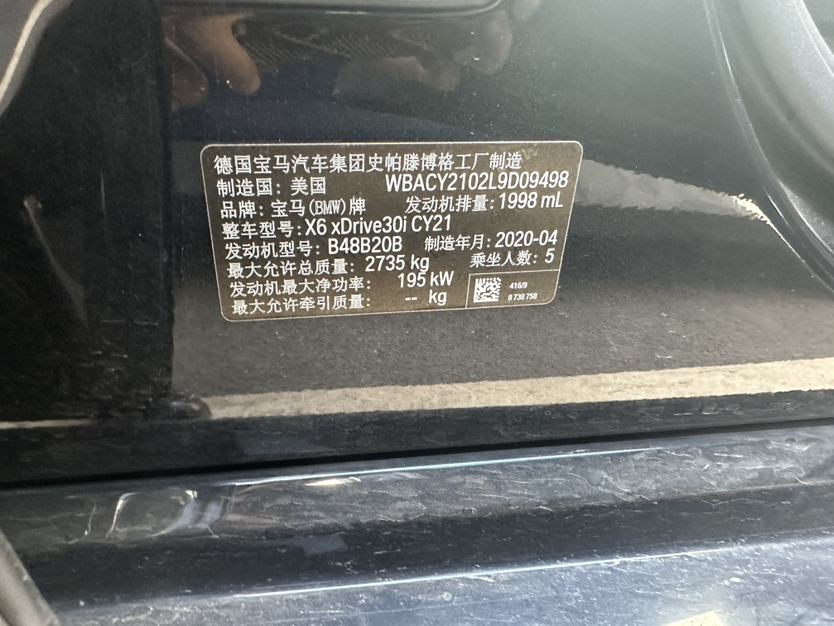 德国宝马汽车集团史帕滕博格工厂制造
制造国: 美国 WBACY2102L9D09498
品牌: 宝马(BMW)牌 发动机排量: 1998 mL
整车型号: X6 xDrive30i CY21
发动机型号: B48B20B 制造年月: 2020-04
最大允许总质量: 2735 kg 乘坐人数: 5
发动机最大净功率: 195 kW
最大允许牵引质量: -- kg
416/9
8 738 758